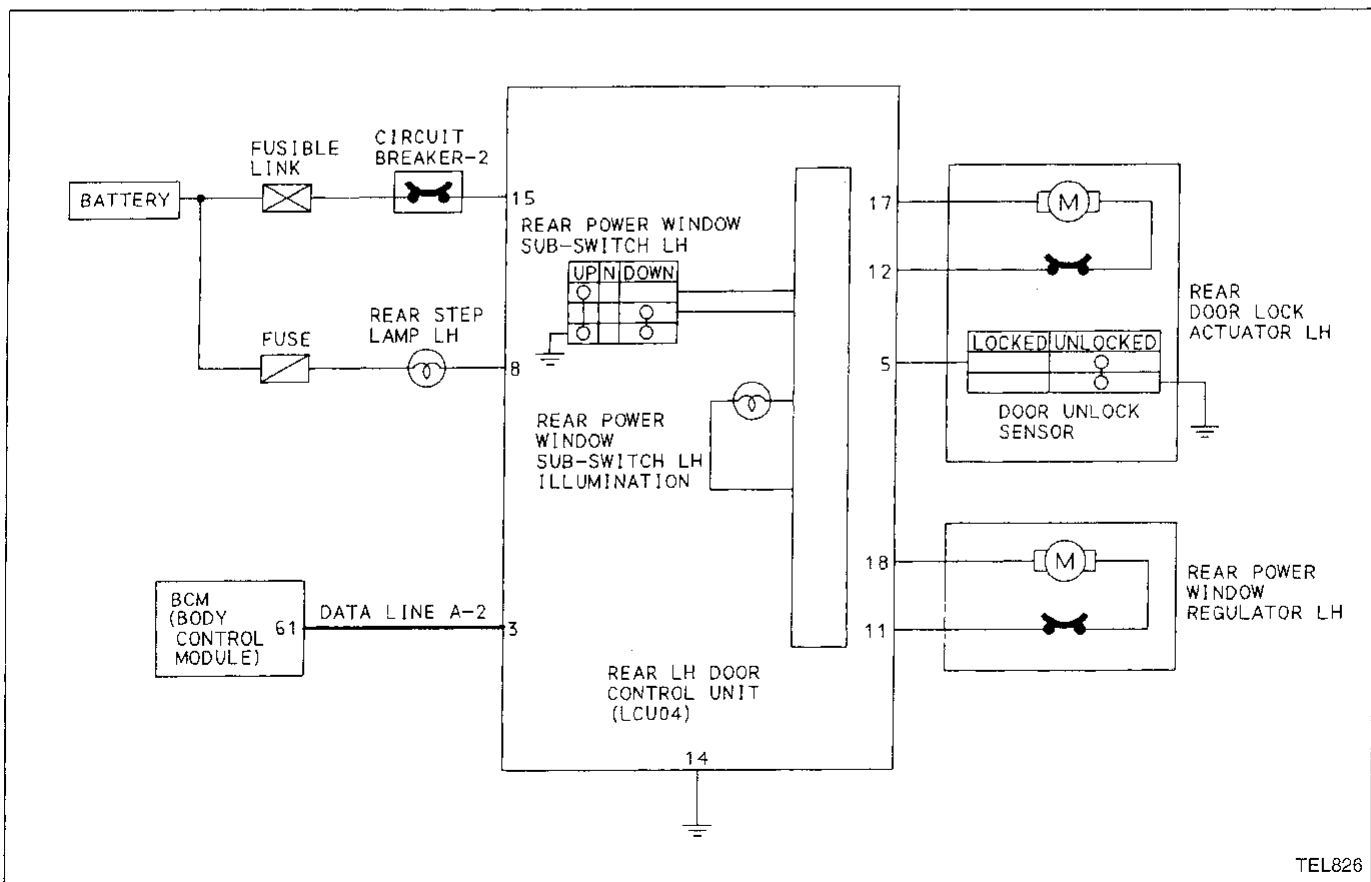 BATTERY
FUSIBLE
LINK
CIRCUIT
BREAKER-2
15
FUSE
REAR STEP
LAMP LH
8
BCM
(BODY
CONTROL
MODULE)
61
DATA LINE A-2
3
REAR POWER WINDOW
SUB-SWITCH LH
UP N DOWN
REAR POWER
WINDOW
SUB-SWITCH LH
ILLUMINATION
REAR LH DOOR
CONTROL UNIT
(LCU04)
14
17
M
12
5
LOCKED UNLOCKED
DOOR UNLOCK
SENSOR
REAR
DOOR LOCK
ACTUATOR LH
18
M
11
REAR POWER
WINDOW
REGULATOR LH
TEL826